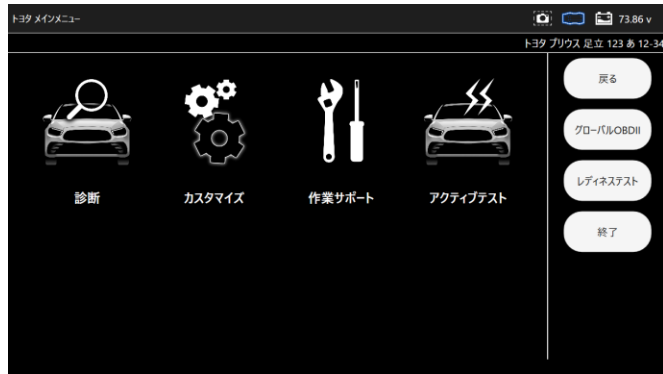 トヨタ メインメニュー
73.86 v
トヨタ プリウス 足立 123 あ 12-34
診断
カスタマイズ
作業サポート
アクティブテスト
戻る
グローバルOBDII
レディネステスト
終了